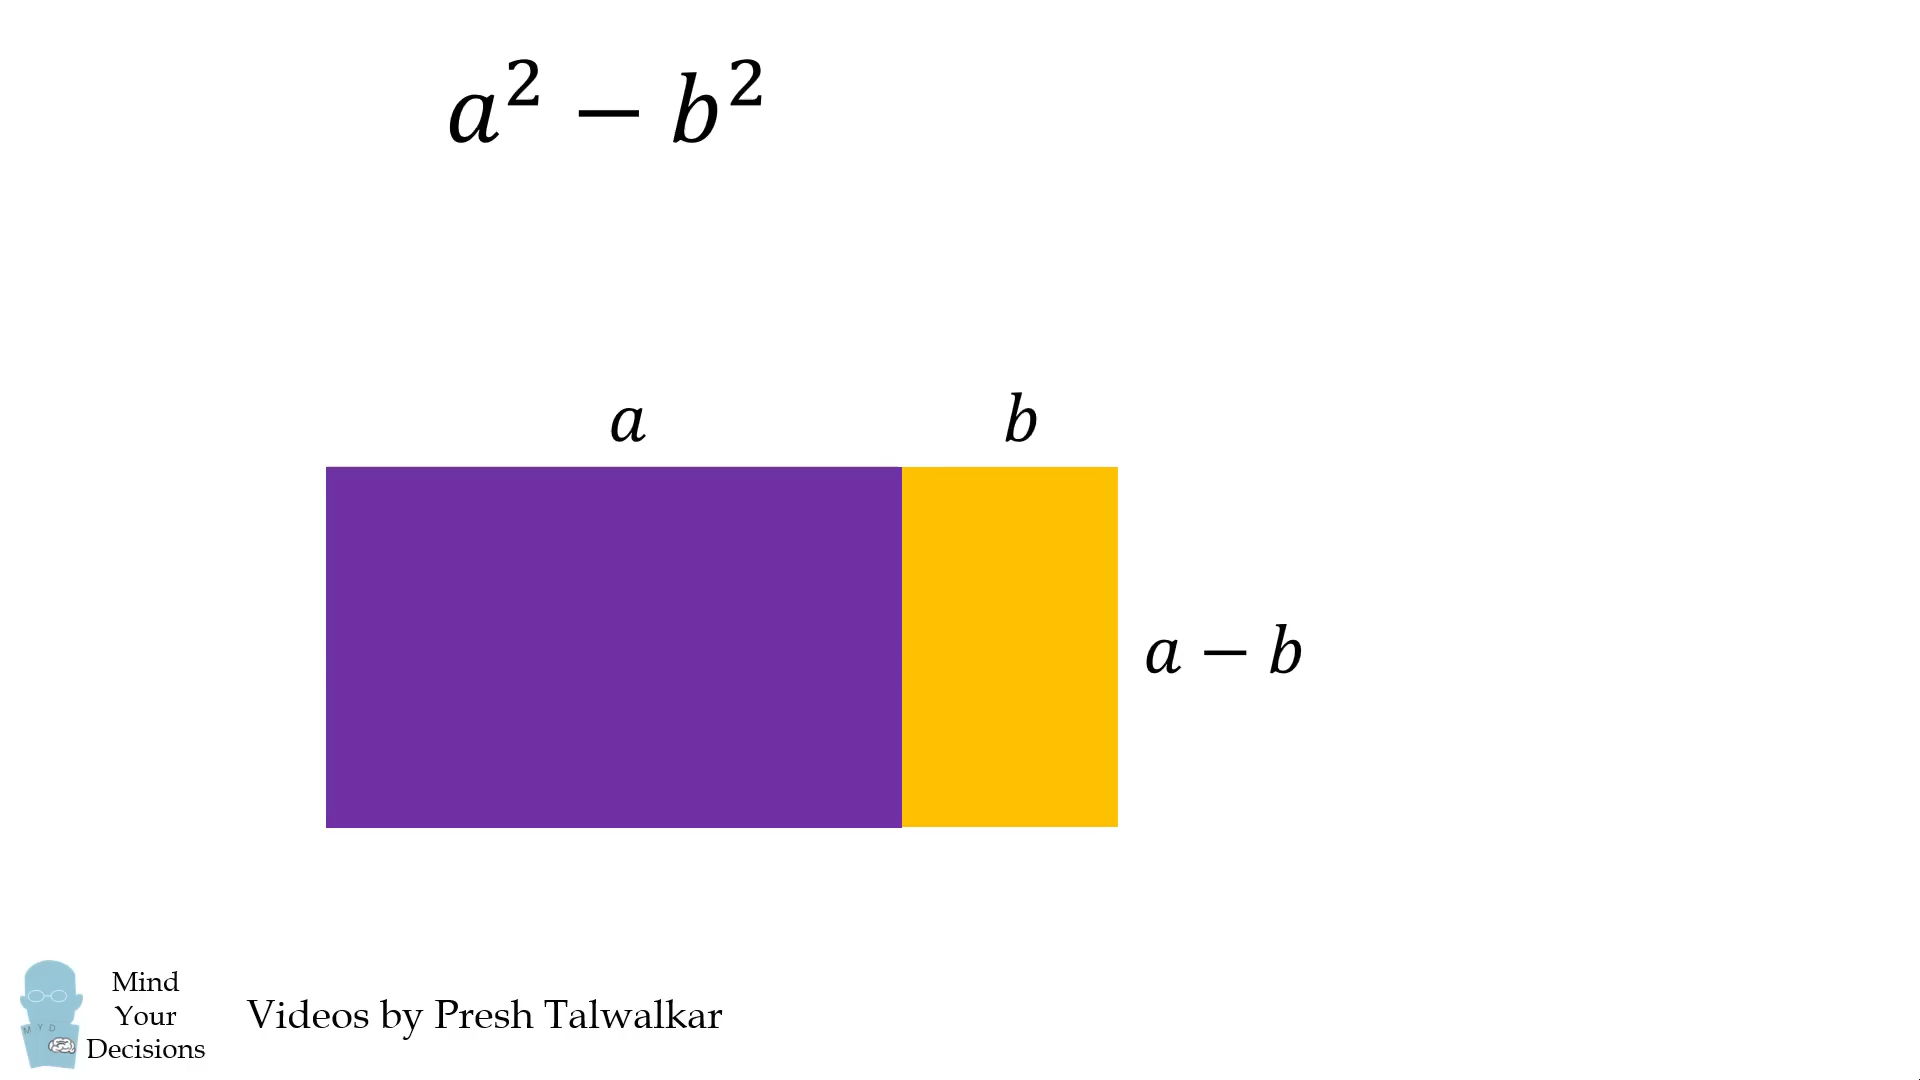 a² − b²
a
b
a − b
M Y D
Mind
Your
Decisions
Videos by Presh Talwalkar